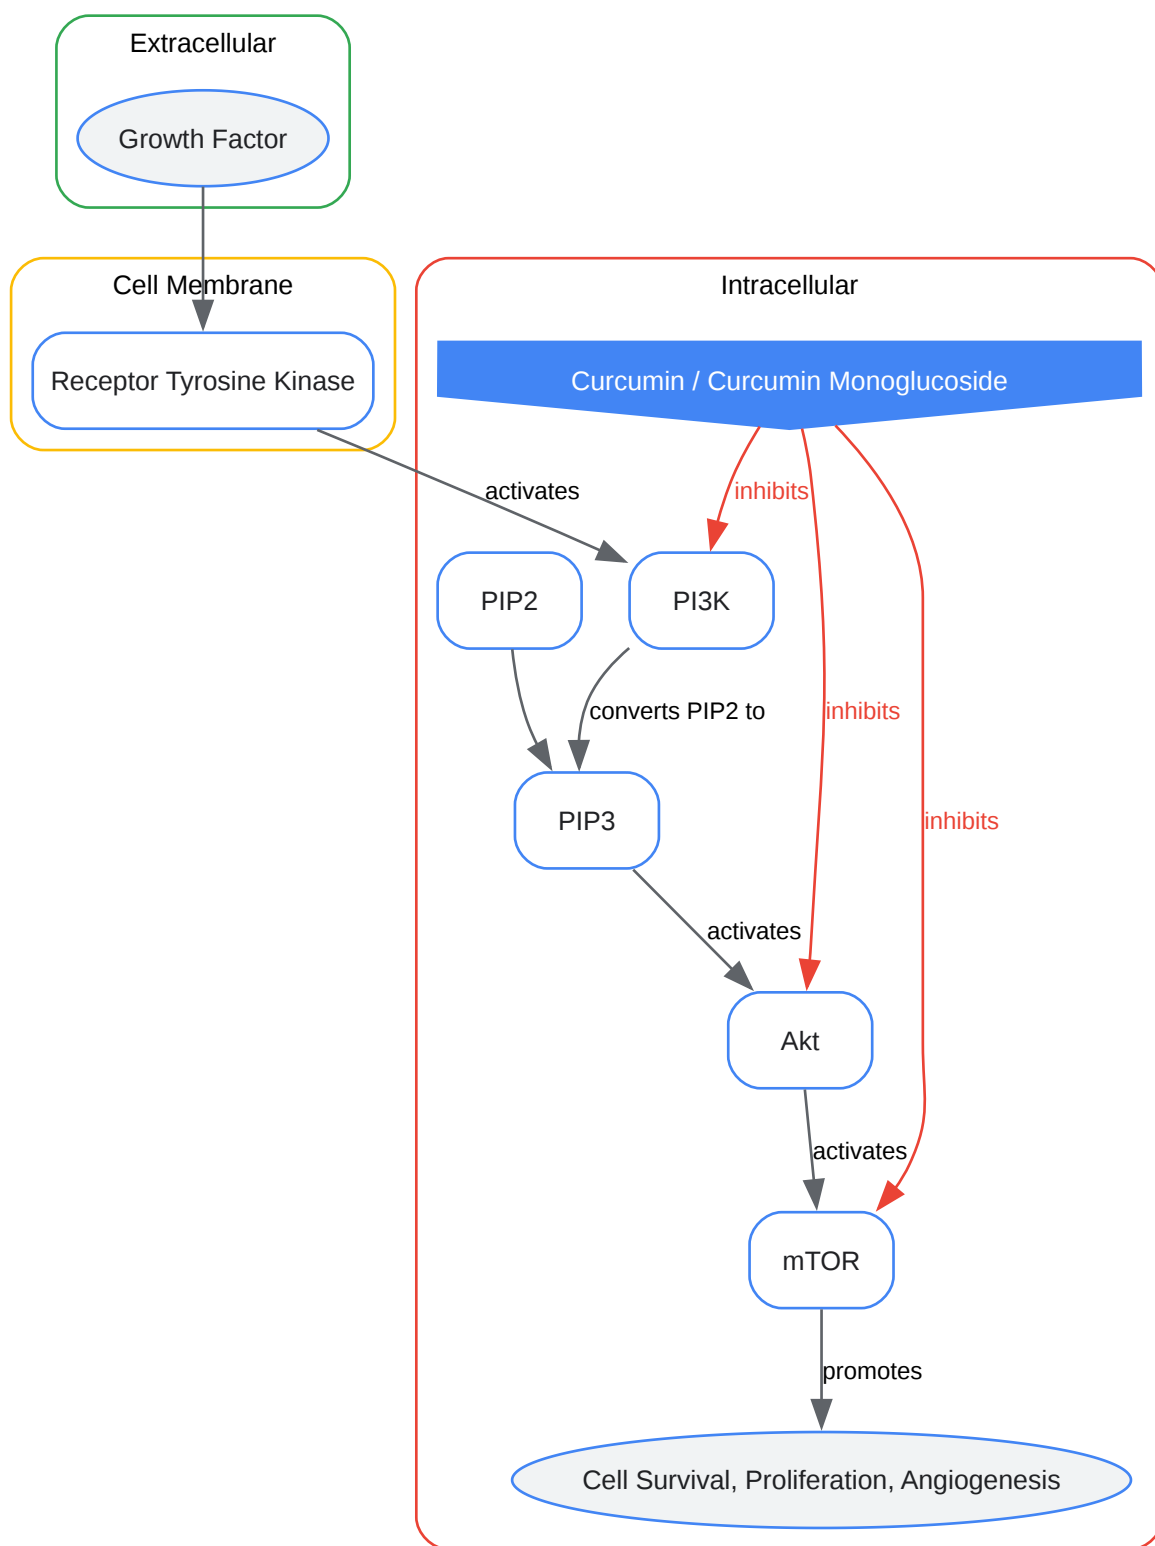 Extracellular
Growth Factor
Cell Membrane
Receptor Tyrosine Kinase
Intracellular
Curcumin / Curcumin Monoglucoside
activates
inhibits
PIP2
PI3K
converts PIP2 to
inhibits
PIP3
inhibits
activates
Akt
activates
mTOR
promotes
Cell Survival, Proliferation, Angiogenesis